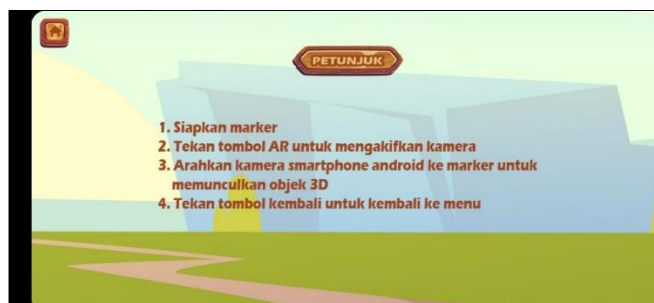 PETUNJUK
1. Siapkan marker
2. Tekan tombol AR untuk mengakifkan kamera
3. Arahkan kamera smartphone android ke marker untuk
memunculkan objek 3D
4. Tekan tombol kembali untuk kembali ke menu